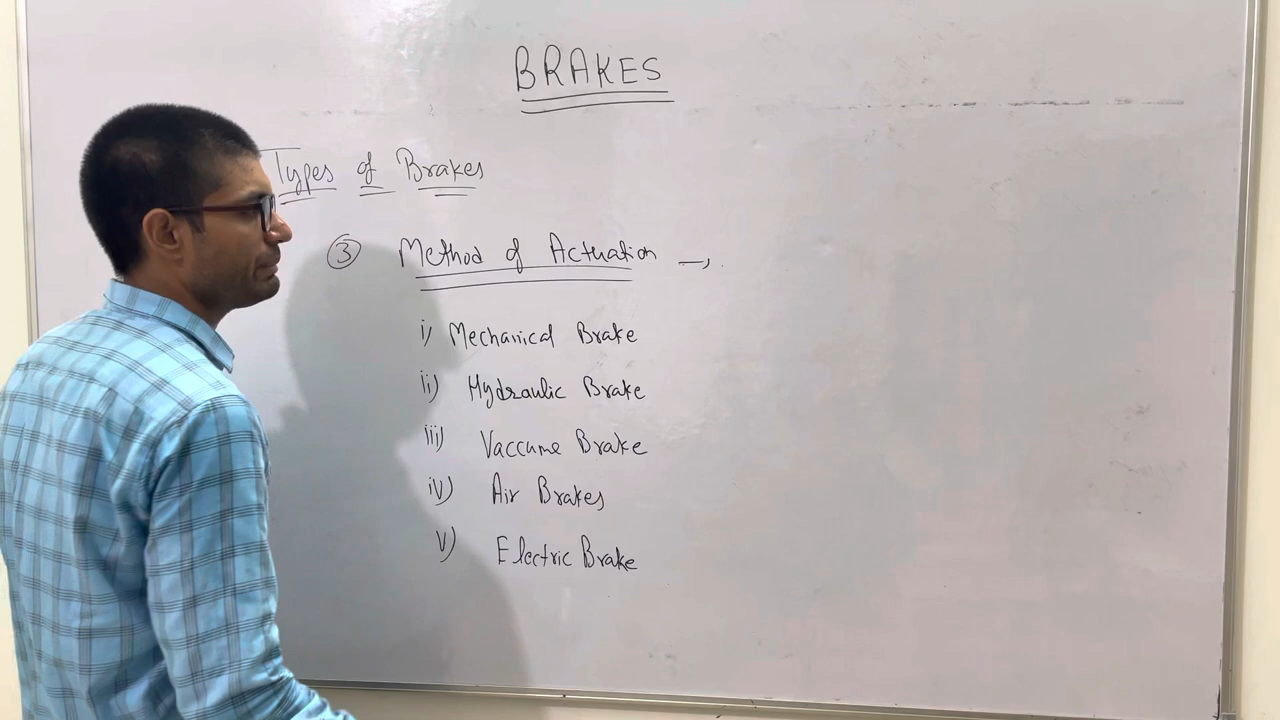 BRAKES
Types of Brakes
③ Method of Actuation →
i) Mechanical Brake
ii) Hydraulic Brake
iii) Vaccume Brake
iv) Air Brakes
v) Electric Brake